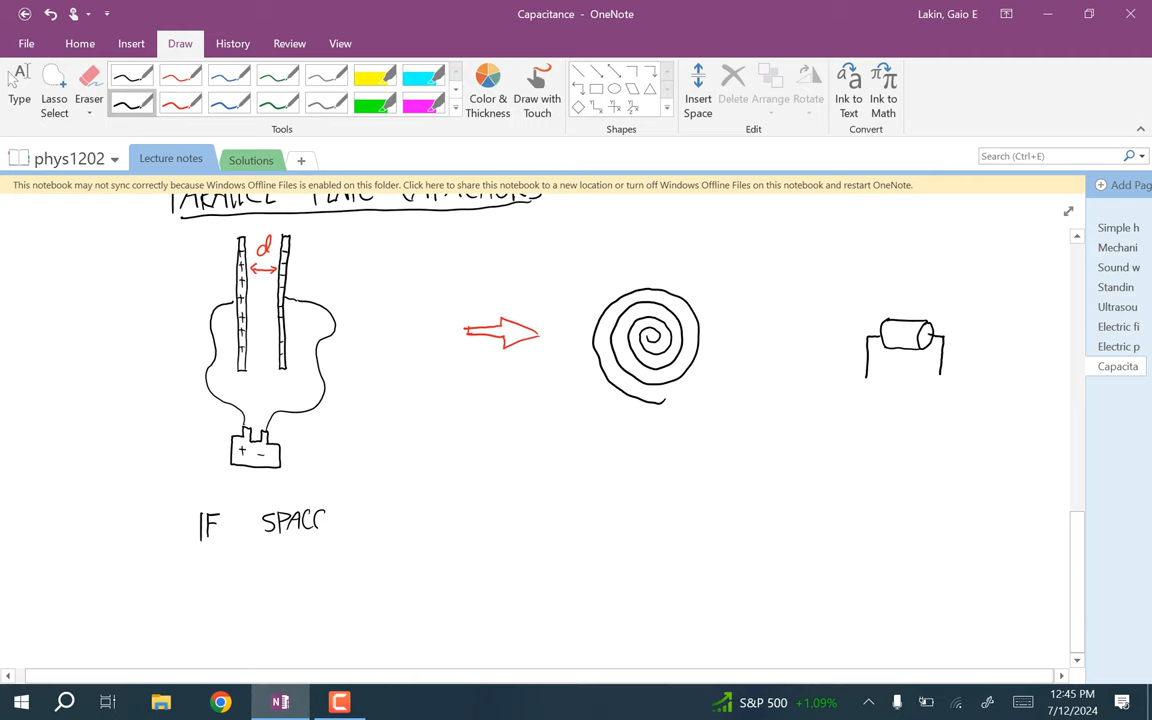 Capacitance - OneNote
Lakin, Gaio E
File Home Insert Draw History Review View
Type
Lasso Select
Eraser
Color & Thickness
Draw with Touch
Insert Space
Delete
Arrange
Rotate
Ink to Text
Ink to Math
Tools
Shapes
Edit
Convert
phys1202
Lecture notes
Solutions
+
Search (Ctrl+E)
This notebook may not sync correctly because Windows Offline Files is enabled on this folder. Click here to share this notebook to a new location or turn off Windows Offline Files on this notebook and restart OneNote.
Add Pag
PARALLEL PLATE CAPACITORS
d
+ -
IF SPAC
Simple h
Mechani
Sound w
Standin
Ultrasou
Electric fi
Electric p
Capacita
S&P 500 +1.09%
12:45 PM
7/12/2024